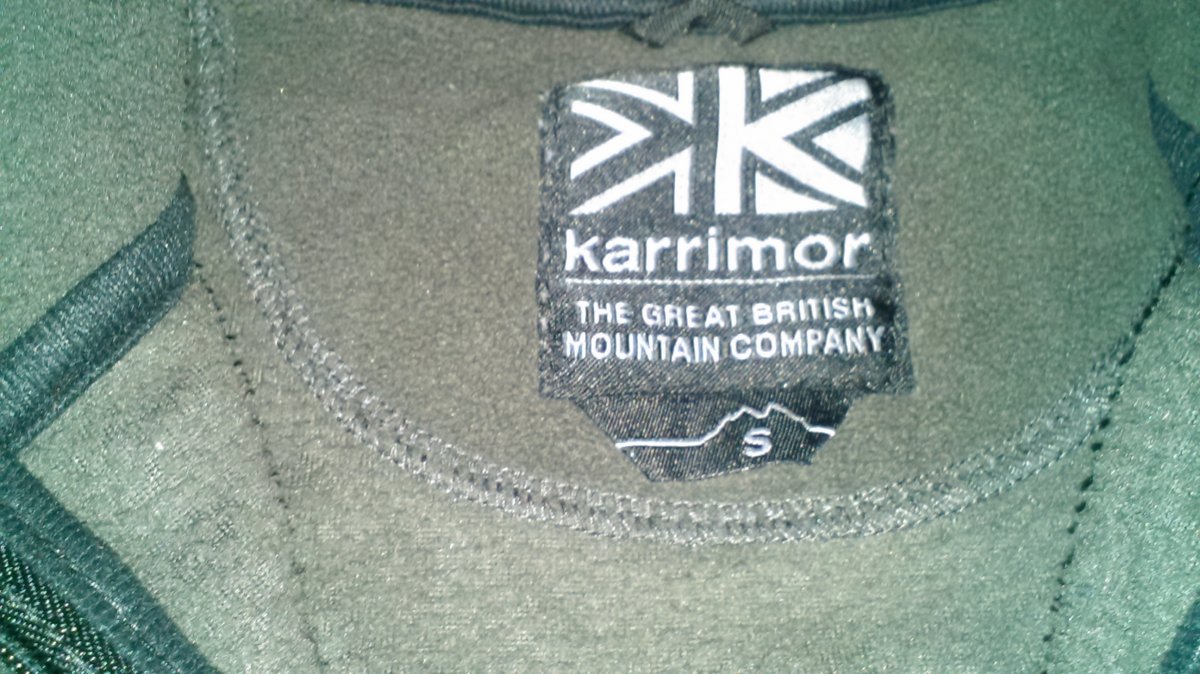 karrimor
THE GREAT BRITISH
MOUNTAIN COMPANY
S